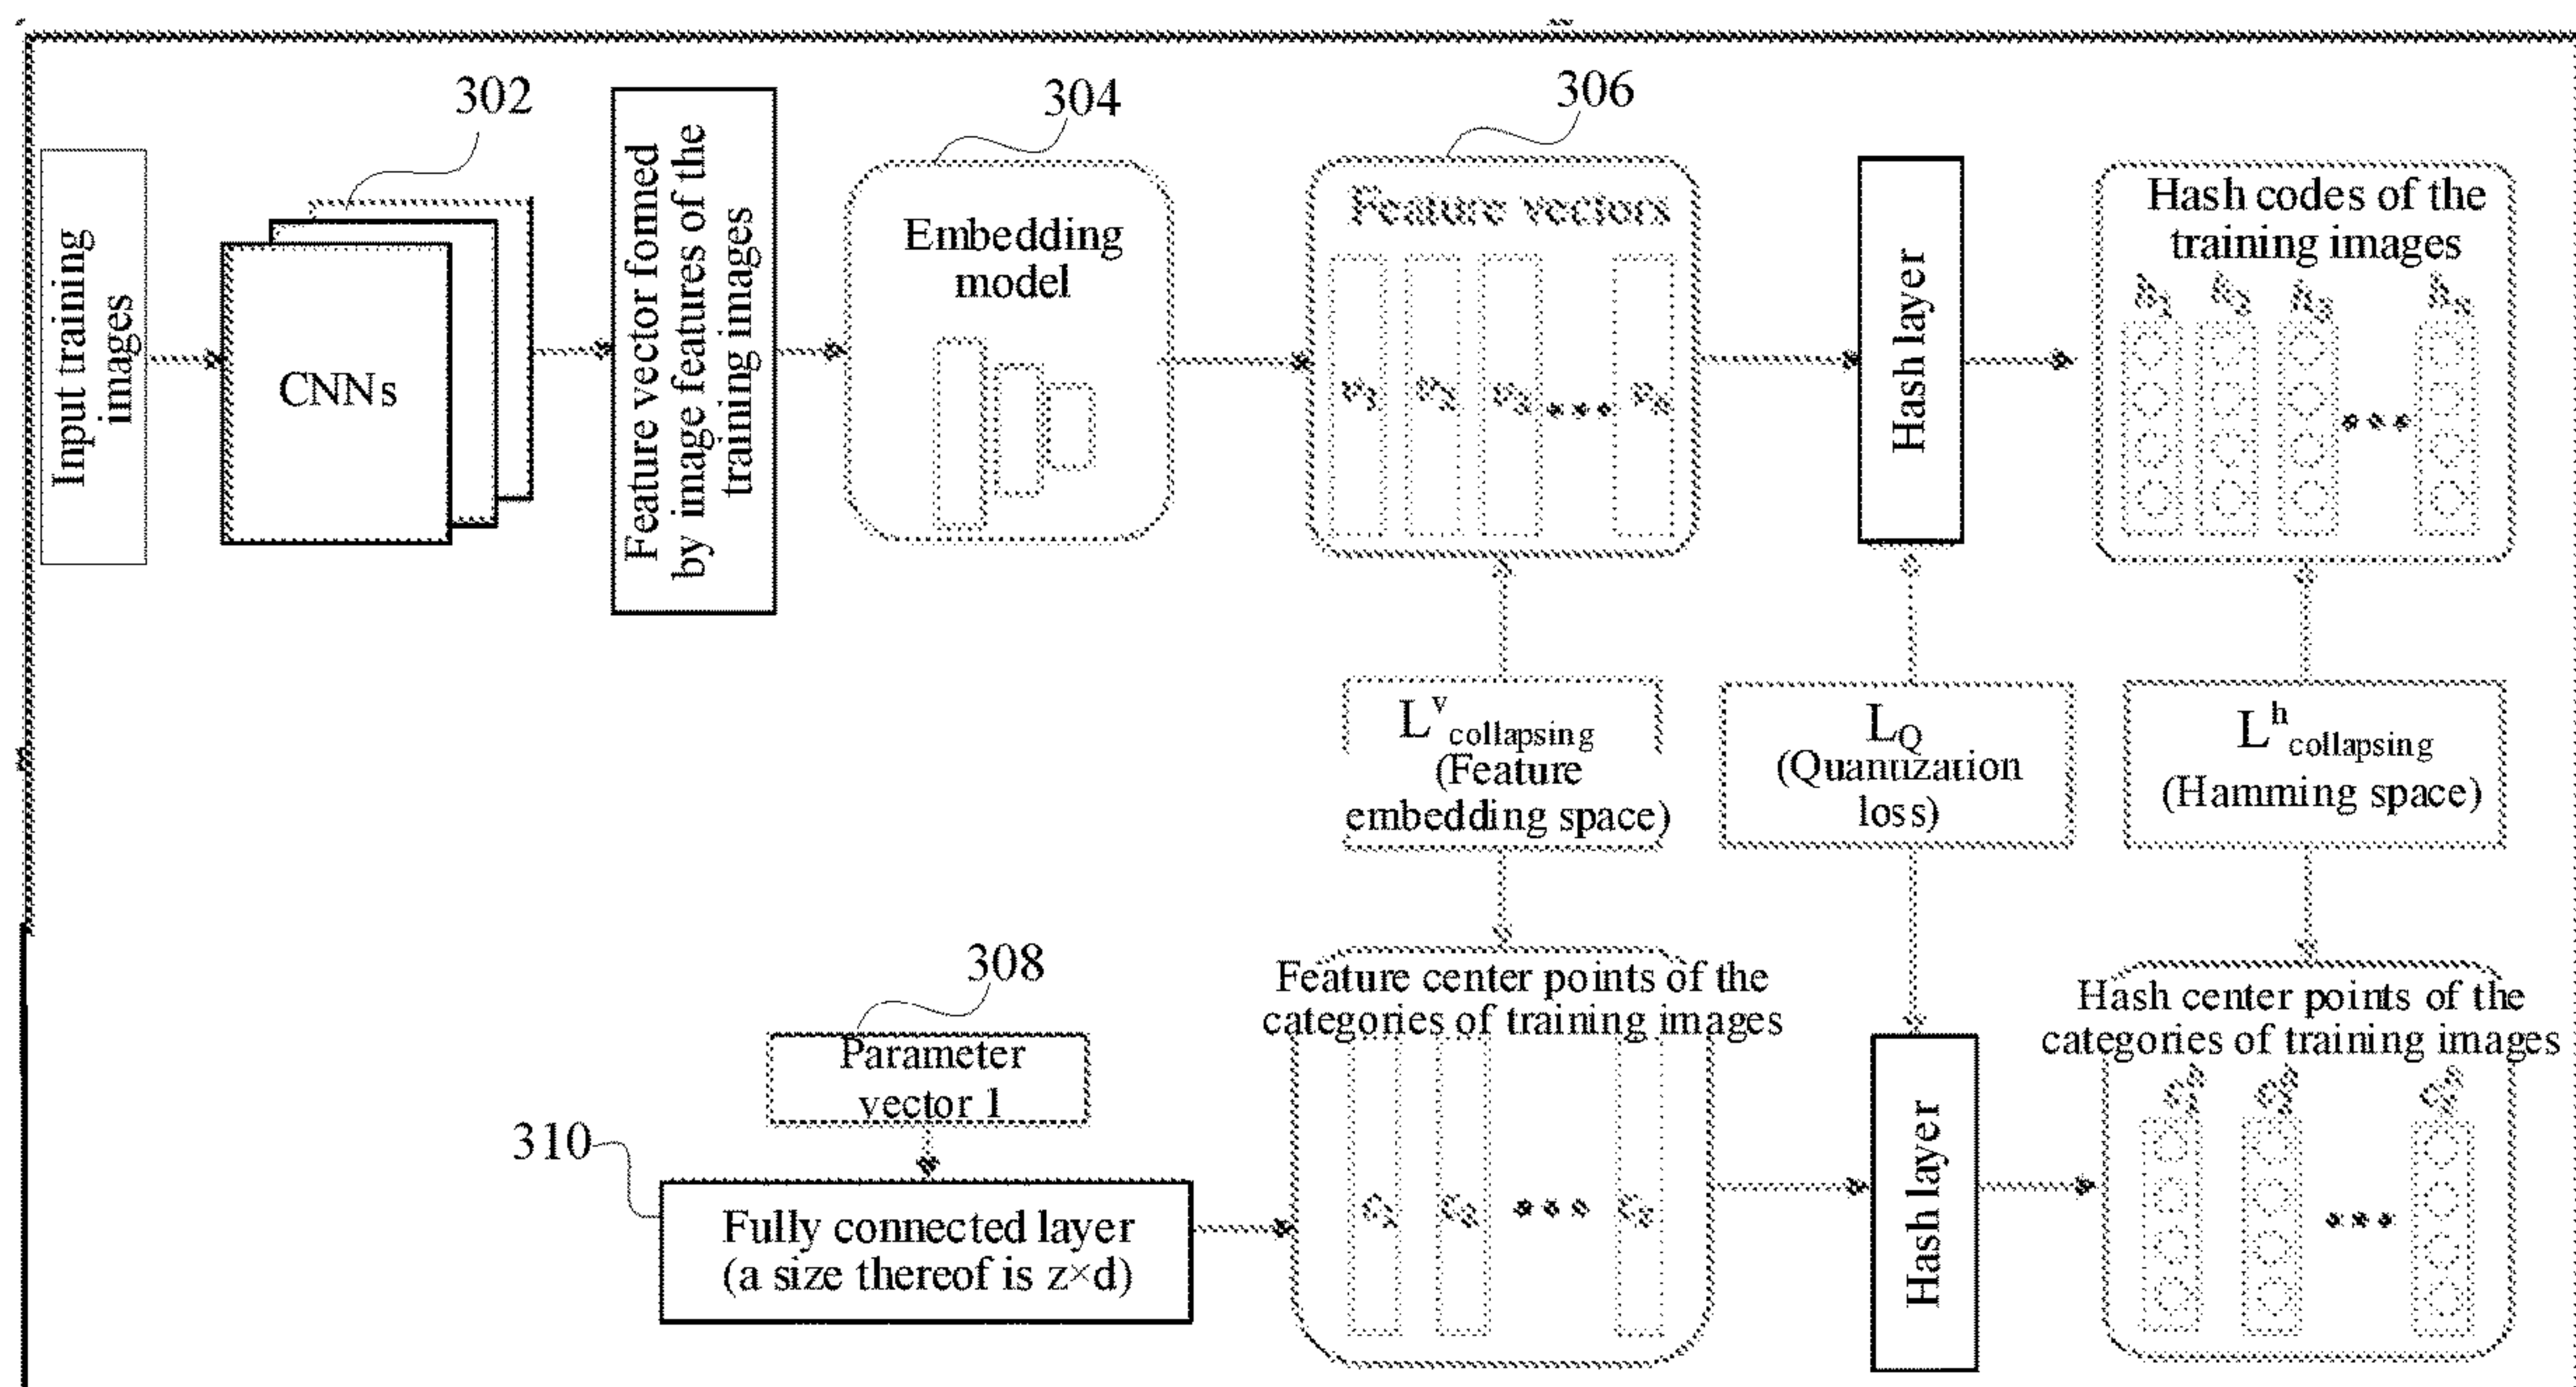 302
304
306
Input training
images
CNNs
Feature vector fomed
by image features of the
training images
Embedding
model
Feature vectors
Hash layer
Hash codes of the
training images
L^v collapsing
(Feature
embedding space)
L_Q
(Quantization
loss)
L^h collapsing
(Hamming space)
308
Parameter
vector 1
310
Fully connected layer
(a size thereof is z×d)
Feature center points of the
categories of training images
Hash layer
Hash center points of the
categories of training images